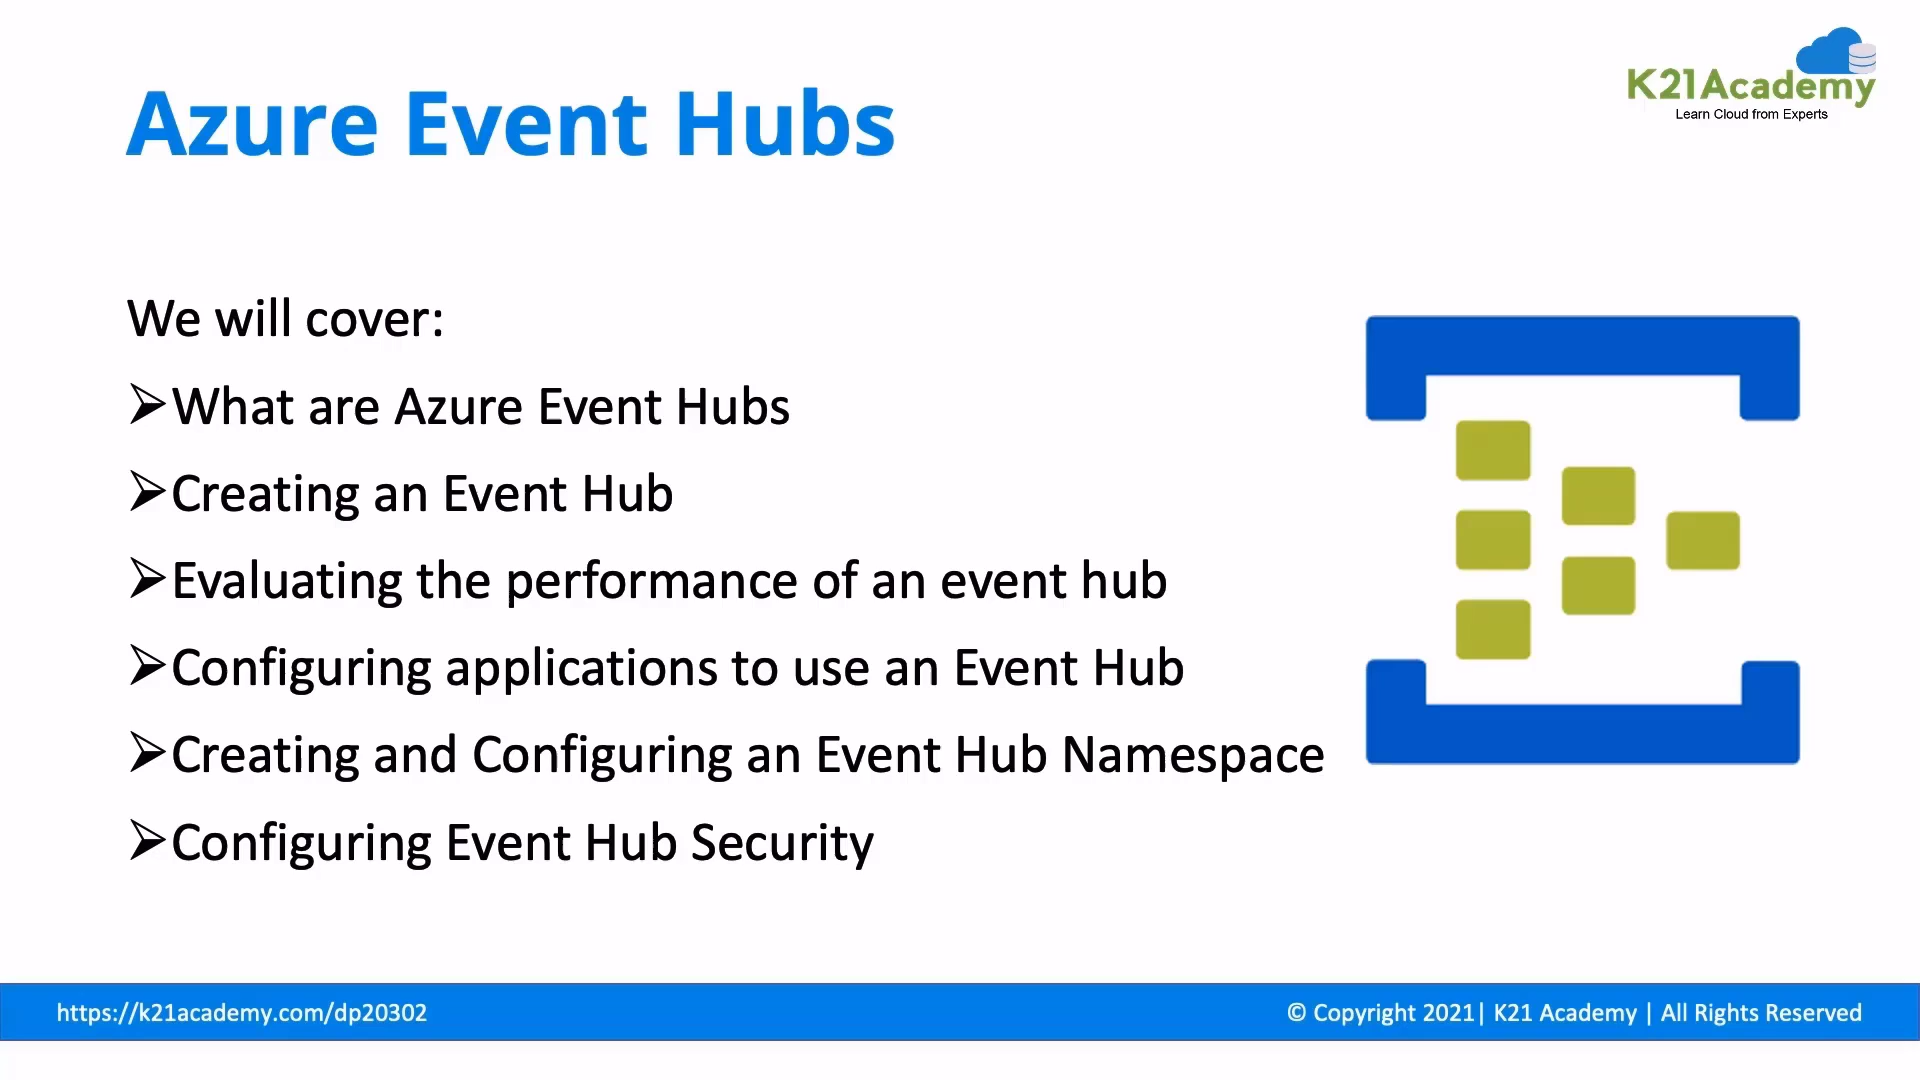 K21Academy
Learn Cloud from Experts
Azure Event Hubs
We will cover:
➢What are Azure Event Hubs
➢Creating an Event Hub
➢Evaluating the performance of an event hub
➢Configuring applications to use an Event Hub
➢Creating and Configuring an Event Hub Namespace
➢Configuring Event Hub Security
https://k21academy.com/dp20302
© Copyright 2021| K21 Academy | All Rights Reserved